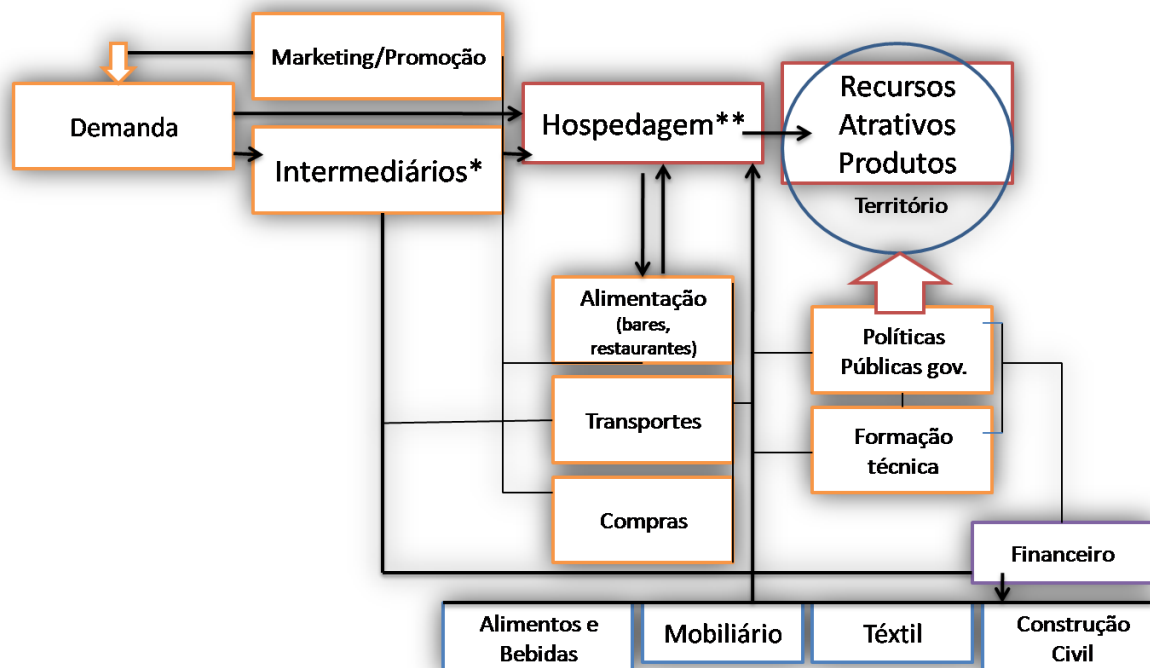 Marketing/Promoção
Demanda
Intermediários*
Hospedagem**
Recursos
Atrativos
Produtos
Território
Alimentação
(bares,
restaurantes)
Transportes
Compras
Políticas
Públicas gov.
Formação
técnica
Financeiro
Alimentos e
Bebidas
Mobiliário
Téxtil
Construção
Civil